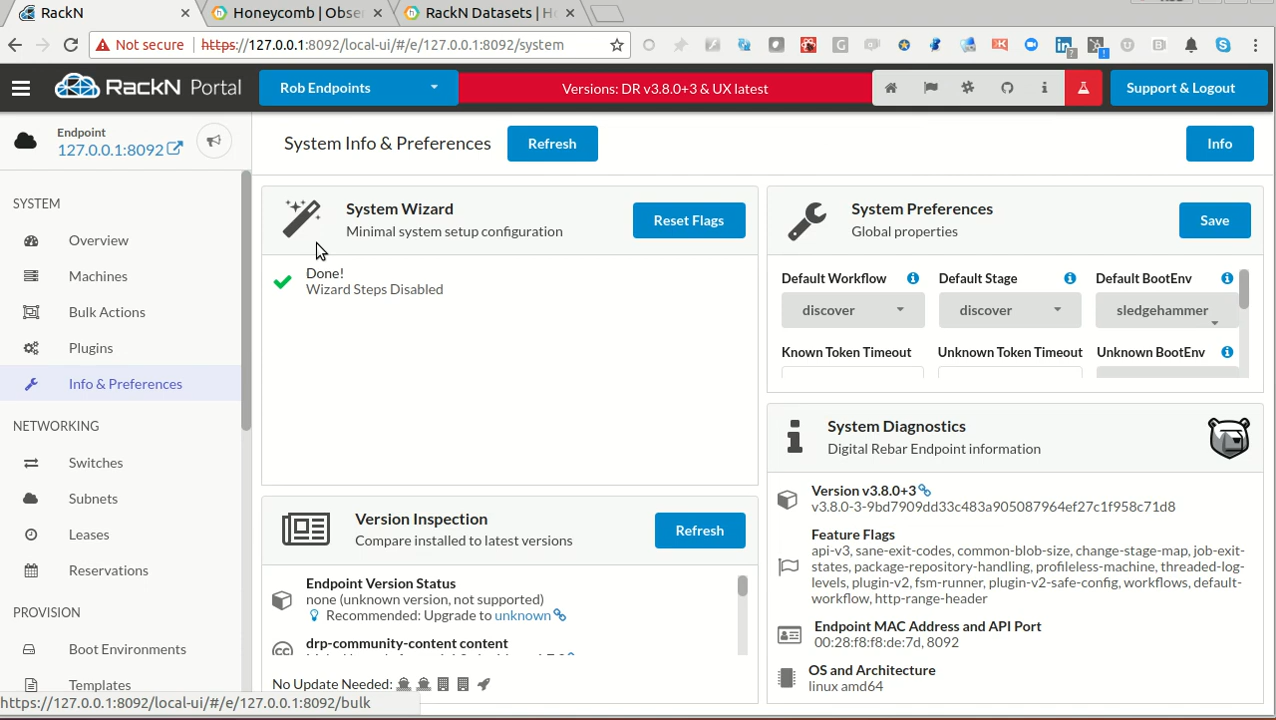 RackN
Honeycomb | Obser
RackN Datasets | H
Not secure
https://127.0.0.1:8092/local-ui/#/e/127.0.0.1:8092/system
RackN Portal
Rob Endpoints
Versions: DR v3.8.0+3 & UX latest
Support & Logout
Endpoint
127.0.0.1:8092
System Info & Preferences
Refresh
Info
SYSTEM
Overview
Machines
Bulk Actions
Plugins
Info & Preferences
NETWORKING
Switches
Subnets
Leases
Reservations
PROVISION
Boot Environments
Templates
System Wizard
Minimal system setup configuration
Reset Flags
Done!
Wizard Steps Disabled
Version Inspection
Compare installed to latest versions
Refresh
Endpoint Version Status
none (unknown version, not supported)
Recommended: Upgrade to unknown
drp-community-content content
No Update Needed:
System Preferences
Global properties
Save
Default Workflow
Default Stage
Default BootEnv
discover
discover
sledgehammer
Known Token Timeout
Unknown Token Timeout
Unknown BootEnv
System Diagnostics
Digital Rebar Endpoint information
Version v3.8.0+3
v3.8.0-3-9bd7909dd33c483a905087964ef27c1f958c71d8
Feature Flags
api-v3, sane-exit-codes, common-blob-size, change-stage-map, job-exit-
states, package-repository-handling, profileless-machine, threaded-log-
levels, plugin-v2, fsm-runner, plugin-v2-safe-config, workflows, default-
workflow, http-range-header
Endpoint MAC Address and API Port
00:28:f8:f8:de:7d, 8092
OS and Architecture
linux amd64
https://127.0.0.1:8092/local-ui/#/e/127.0.0.1:8092/bulk